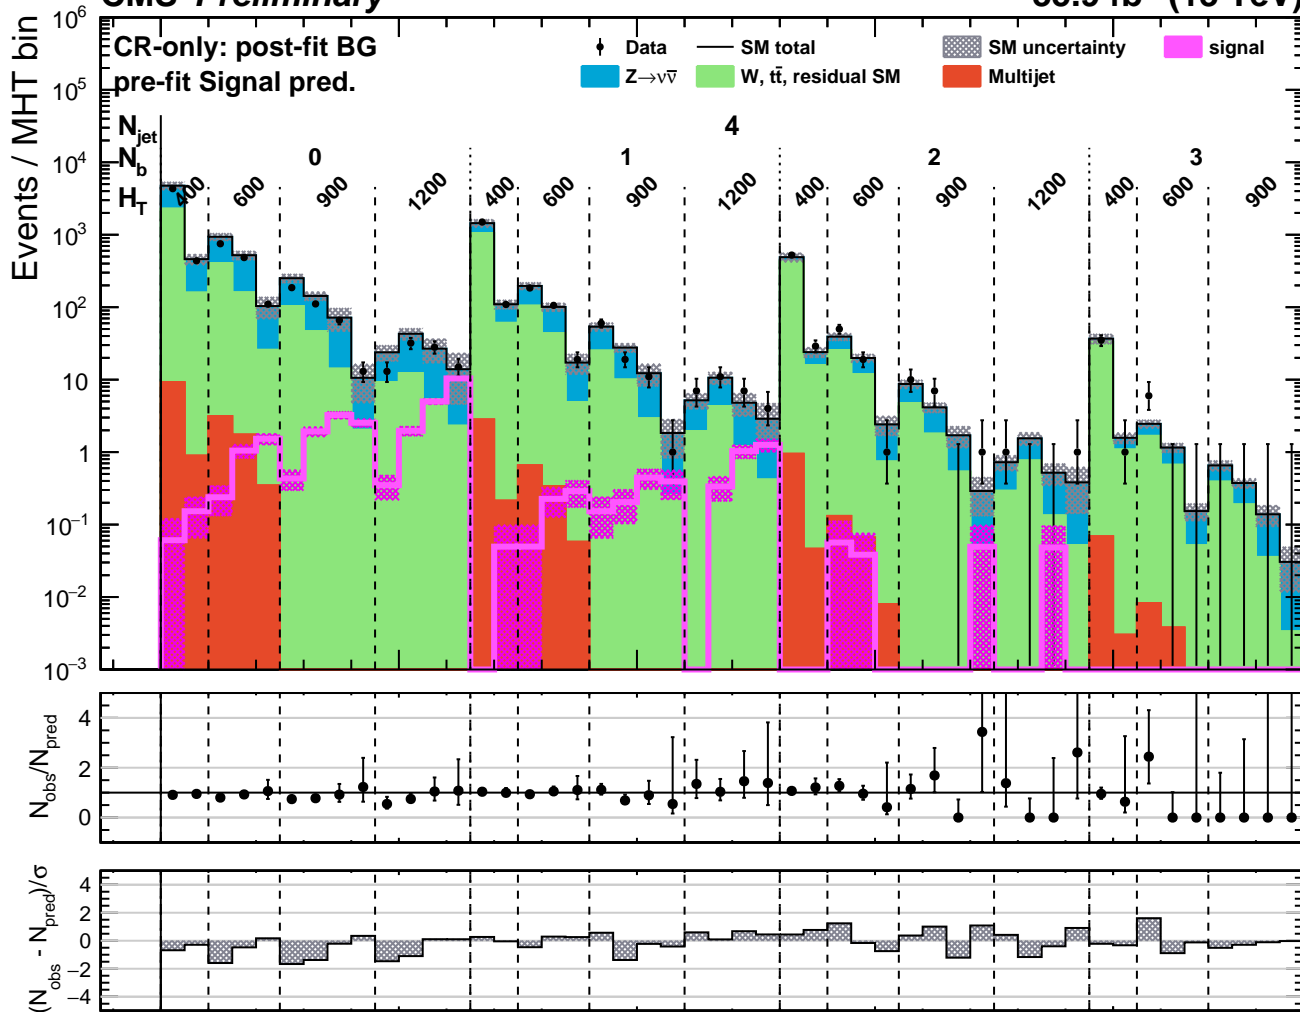 CMS Preliminary
(13 TeV)
CR-only: post-fit BG
pre-fit Signal pred.
Data
SM total
SM uncertainty
signal
Z→νν̄
W, tt̄, residual SM
Multijet
Events / MHT bin
10^6
10^5
10^4
10^3
10^2
10
1
10^−1
10^−2
10^−3
N_jet 4
N_b 0 1 2 3
H_T 400 600 900 1200 400 600 900 1200 400 600 900 1200 400 600 900
N_obs/N_pred
4
2
0
(N_obs - N_pred)/σ
4
2
0
−2
−4